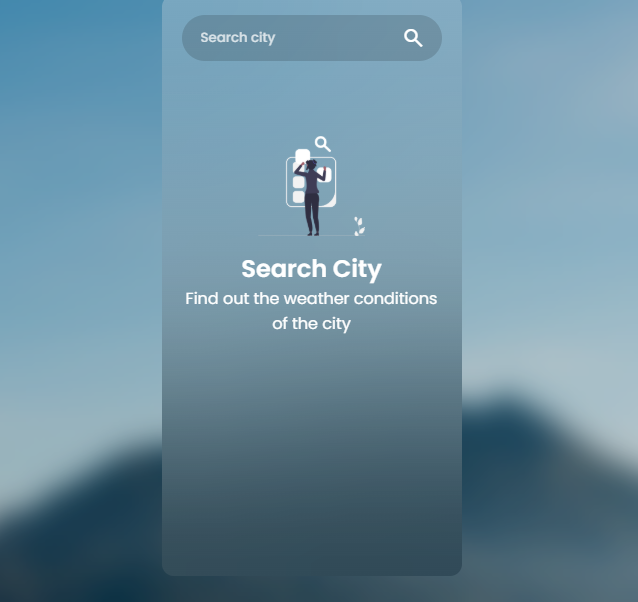 Search city
Search City
Find out the weather conditions
of the city